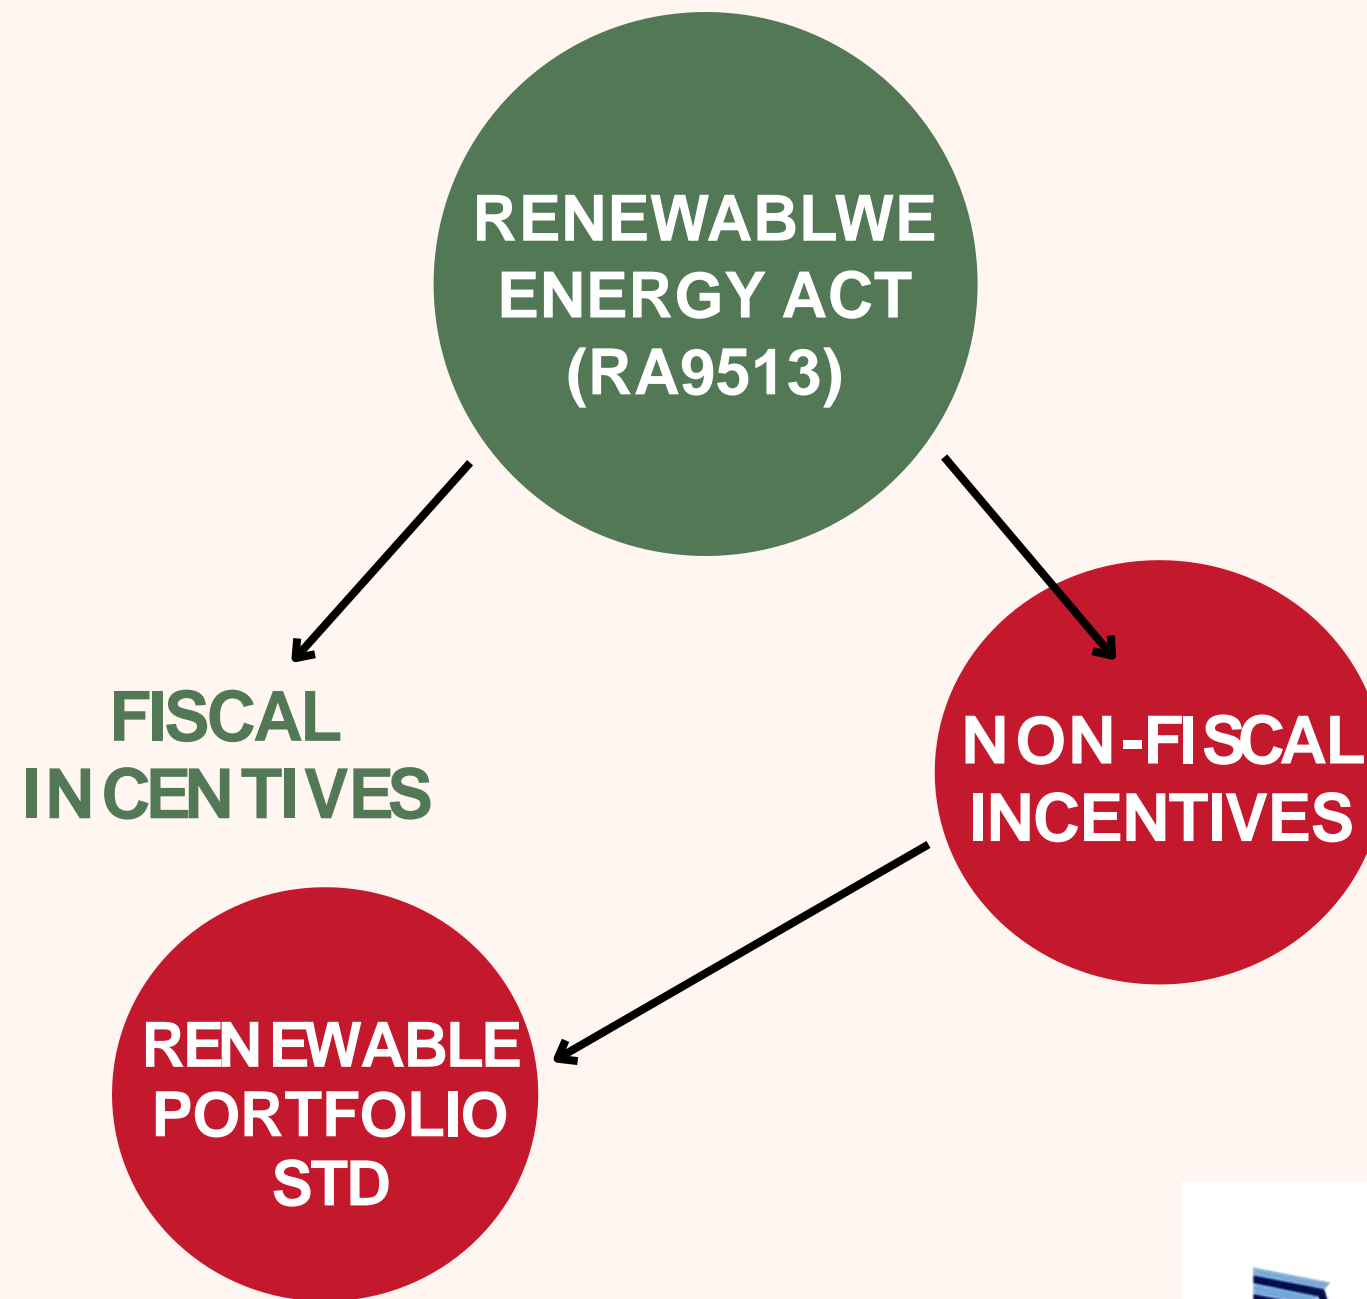 RENEWABLWE
ENERGY ACT
(RA9513)
FISCAL
INCENTIVES
NON-FISCAL
INCENTIVES
RENEWABLE
PORTFOLIO
STD